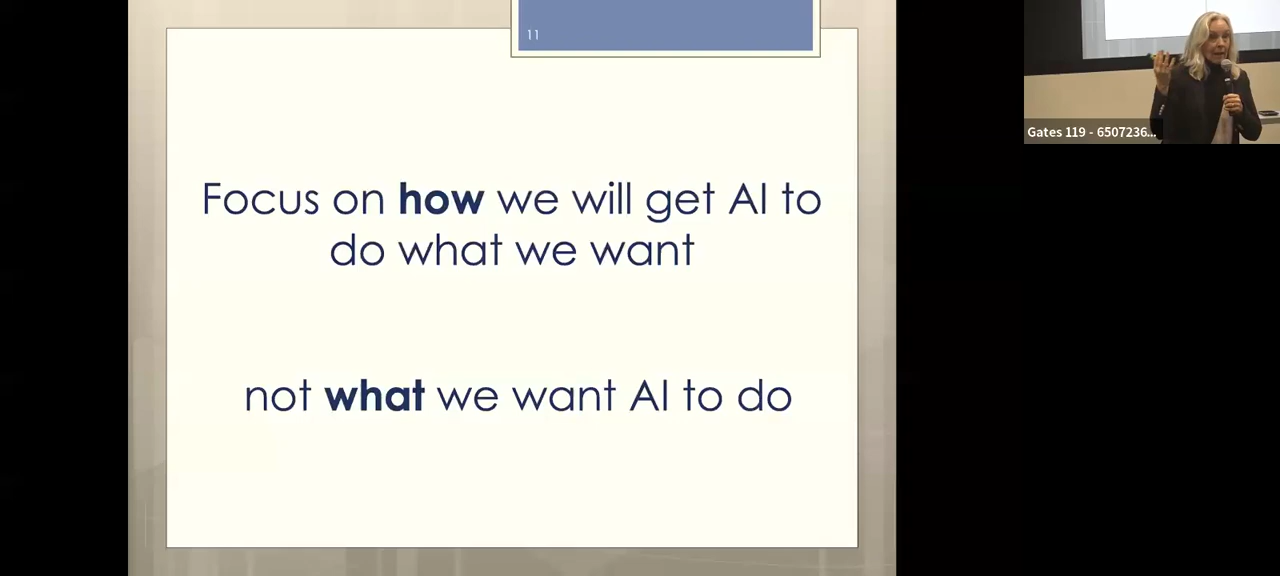 11
Focus on how we will get AI to
do what we want
not what we want AI to do
Gates 119 - 6507236...